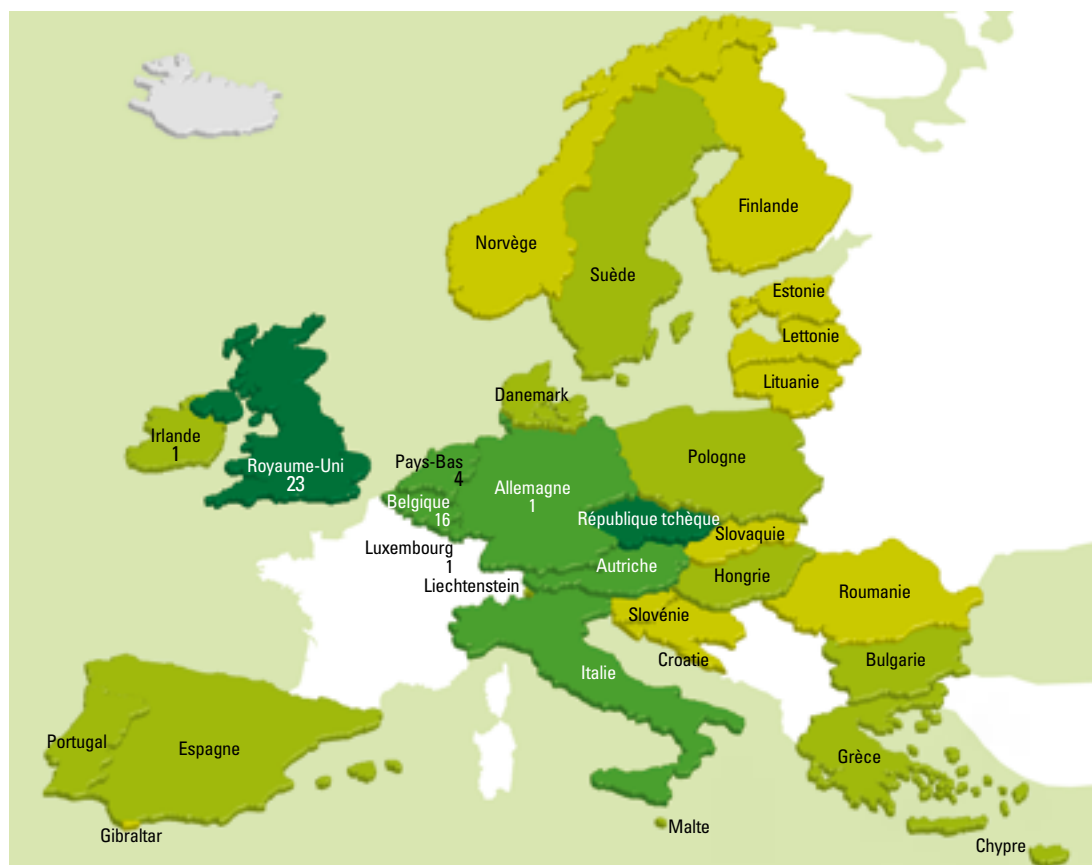 Finlande
Norvège
Suède
Estonie
Lettonie
Lituanie
Danemark
Irlande
1
Royaume-Uni
23
Pays-Bas
4
Pologne
Allemagne
1
Belgique
16
République tchèque
Slovaquie
Luxembourg
1
Autriche
Liechtenstein
Hongrie
Roumanie
Slovénie
Croatie
Bulgarie
Italie
Portugal
Espagne
Grèce
Malte
Gibraltar
Chypre